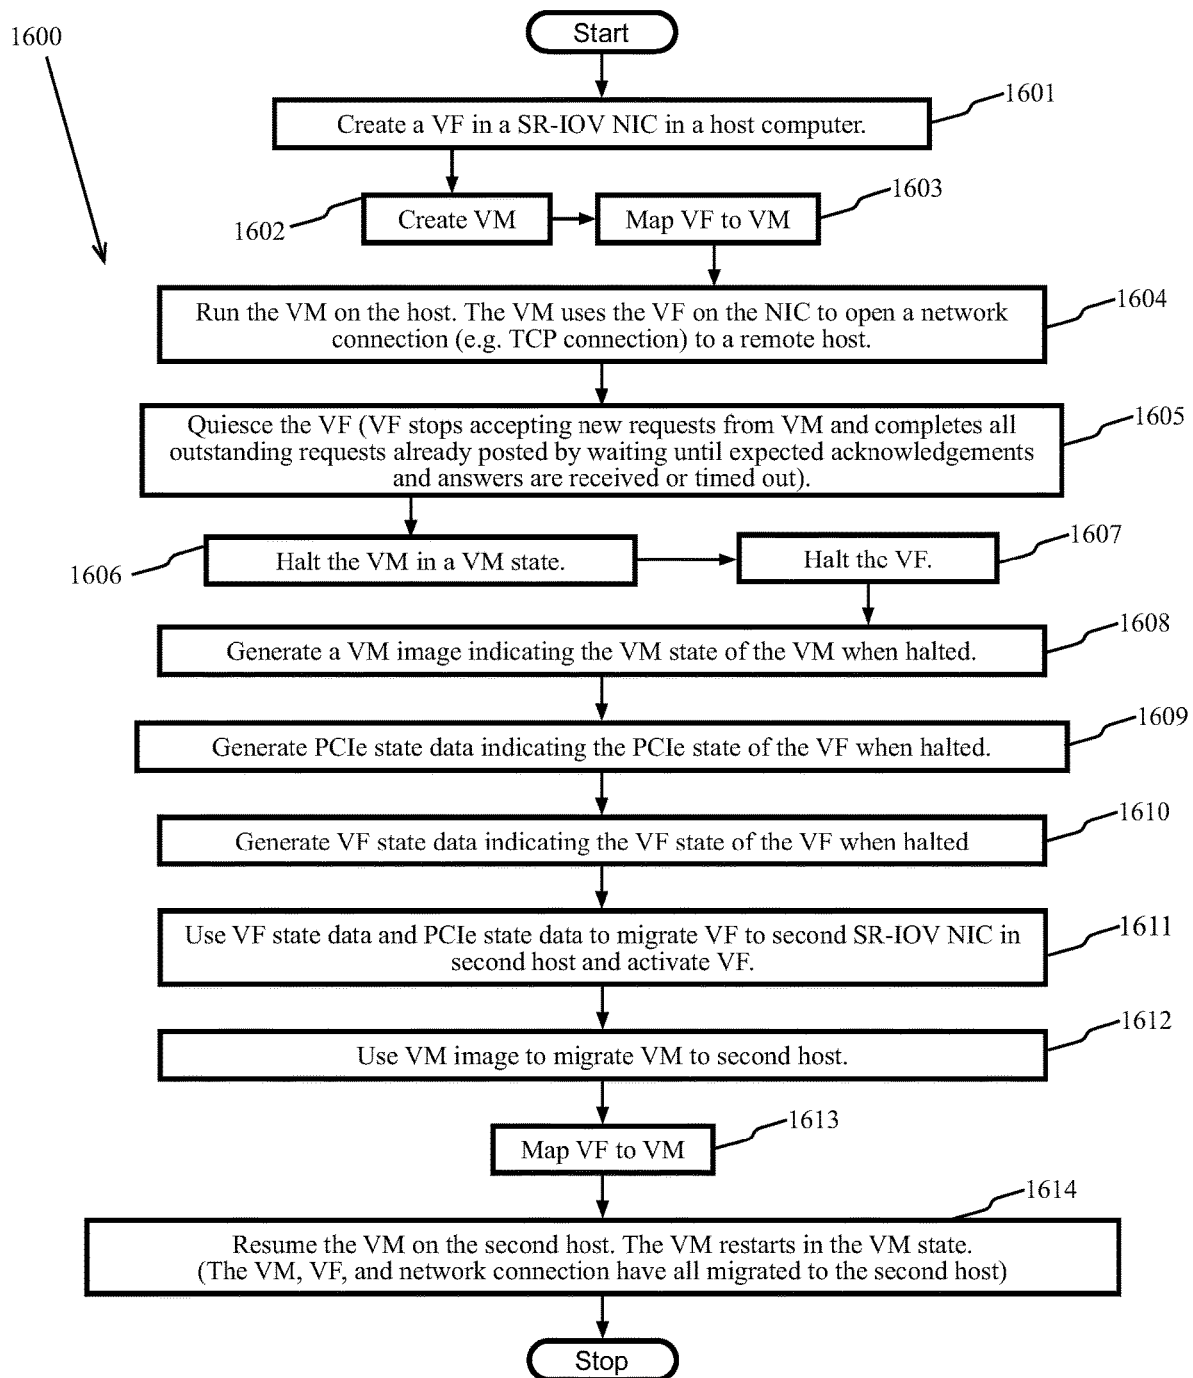 Start
1600
1601
Create a VF in a SR-IOV NIC in a host computer.
1602
Create VM
Map VF to VM
1603
1604
Run the VM on the host. The VM uses the VF on the NIC to open a network
connection (e.g. TCP connection) to a remote host.
1605
Quiesce the VF (VF stops accepting new requests from VM and completes all
outstanding requests already posted by waiting until expected acknowledgements
and answers are received or timed out).
1606
Halt the VM in a VM state.
Halt the VF.
1607
1608
Generate a VM image indicating the VM state of the VM when halted.
1609
Generate PCIe state data indicating the PCIe state of the VF when halted.
1610
Generate VF state data indicating the VF state of the VF when halted
1611
Use VF state data and PCIe state data to migrate VF to second SR-IOV NIC in
second host and activate VF.
1612
Use VM image to migrate VM to second host.
1613
Map VF to VM
1614
Resume the VM on the second host. The VM restarts in the VM state.
(The VM, VF, and network connection have all migrated to the second host)
Stop